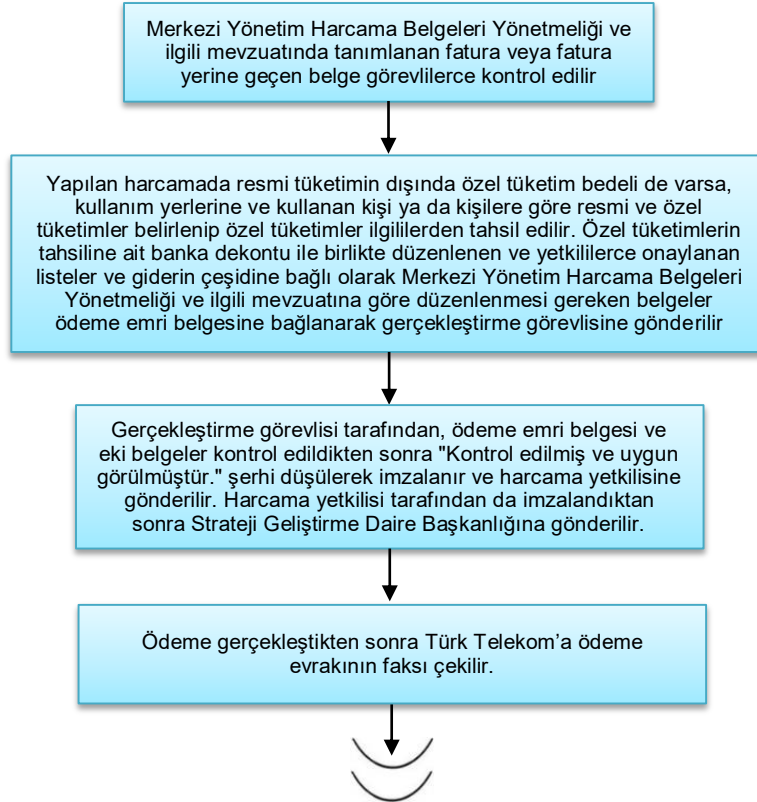 Merkezi Yönetim Harcama Belgeleri Yönetmeliği ve
ilgili mevzuatında tanımlanan fatura veya fatura
yerine geçen belge görevlilerce kontrol edilir
Yapılan harcamada resmi tüketimin dışında özel tüketim bedeli de varsa,
kullanım yerlerine ve kullanan kişi ya da kişilere göre resmi ve özel
tüketimler belirlenip özel tüketimler ilgililerden tahsil edilir. Özel tüketimlerin
tahsiline ait banka dekontu ile birlikte düzenlenen ve yetkililerce onaylanan
listeler ve giderin çeşidine bağlı olarak Merkezi Yönetim Harcama Belgeleri
Yönetmeliği ve ilgili mevzuatına göre düzenlenmesi gereken belgeler
ödeme emri belgesine bağlanarak gerçekleştirme görevlisine gönderilir
Gerçekleştirme görevlisi tarafından, ödeme emri belgesi ve
eki belgeler kontrol edildikten sonra "Kontrol edilmiş ve uygun
görülmüştür." şerhi düşülerek imzalanır ve harcama yetkilisine
gönderilir. Harcama yetkilisi tarafından da imzalandıktan
sonra Strateji Geliştirme Daire Başkanlığına gönderilir.
Ödeme gerçekleştikten sonra Türk Telekom’a ödeme
evrakının faksı çekilir.